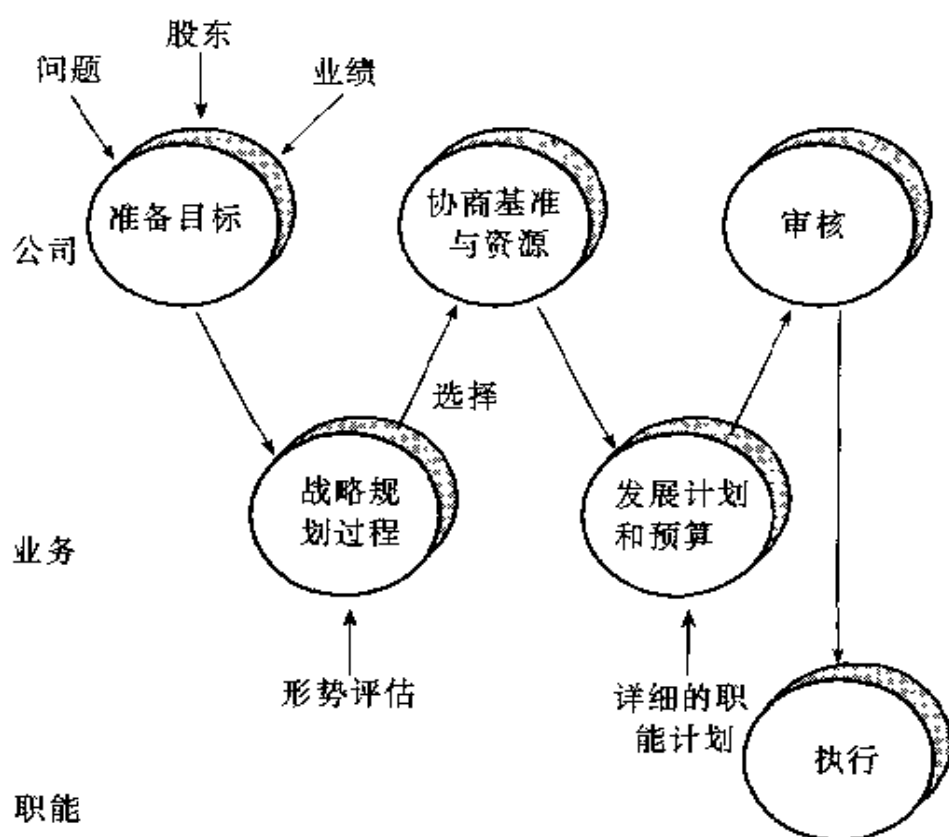 股东
问题
业绩
准备目标
协商基准
与资源
审核
公司
选择
战略规
划过程
发展计划
和预算
业务
形势评估
详细的职
能计划
执行
职能